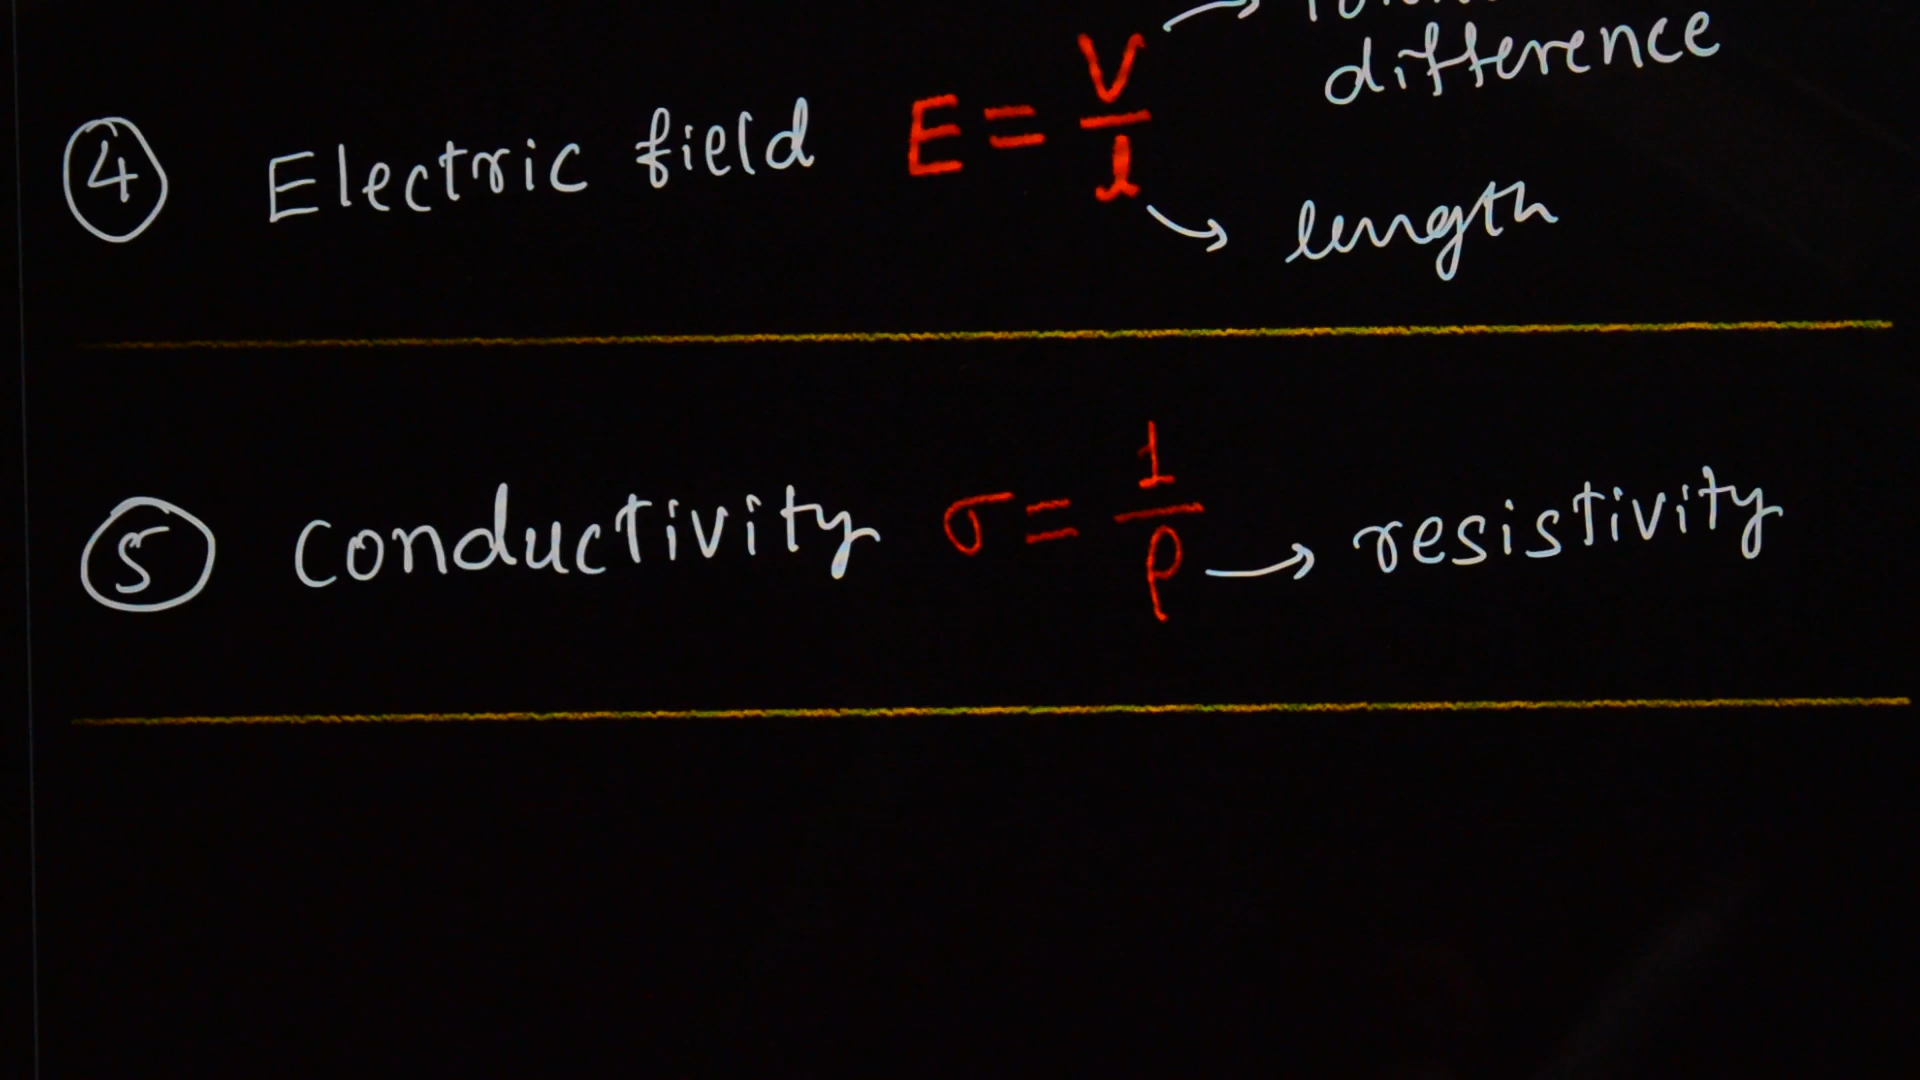 difference
④ Electric field E = V/l
length
⑤ Conductivity σ = 1/ρ → resistivity